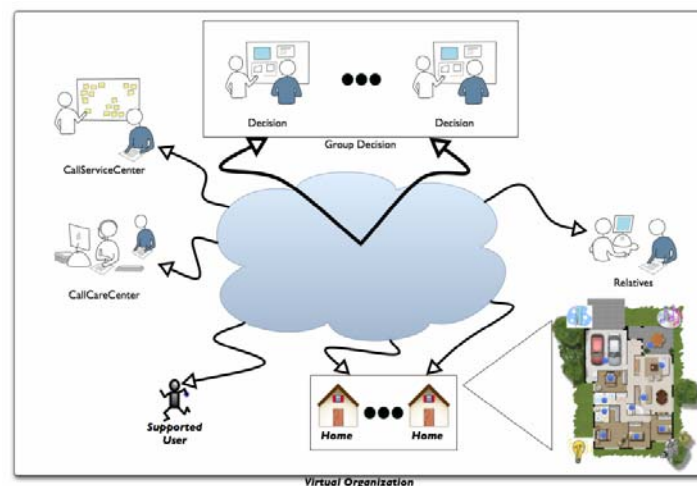 Decision
Decision
Group Decision
CallServiceCenter
CallCareCenter
Relatives
Supported
User
Home
Home
Virtual Organization